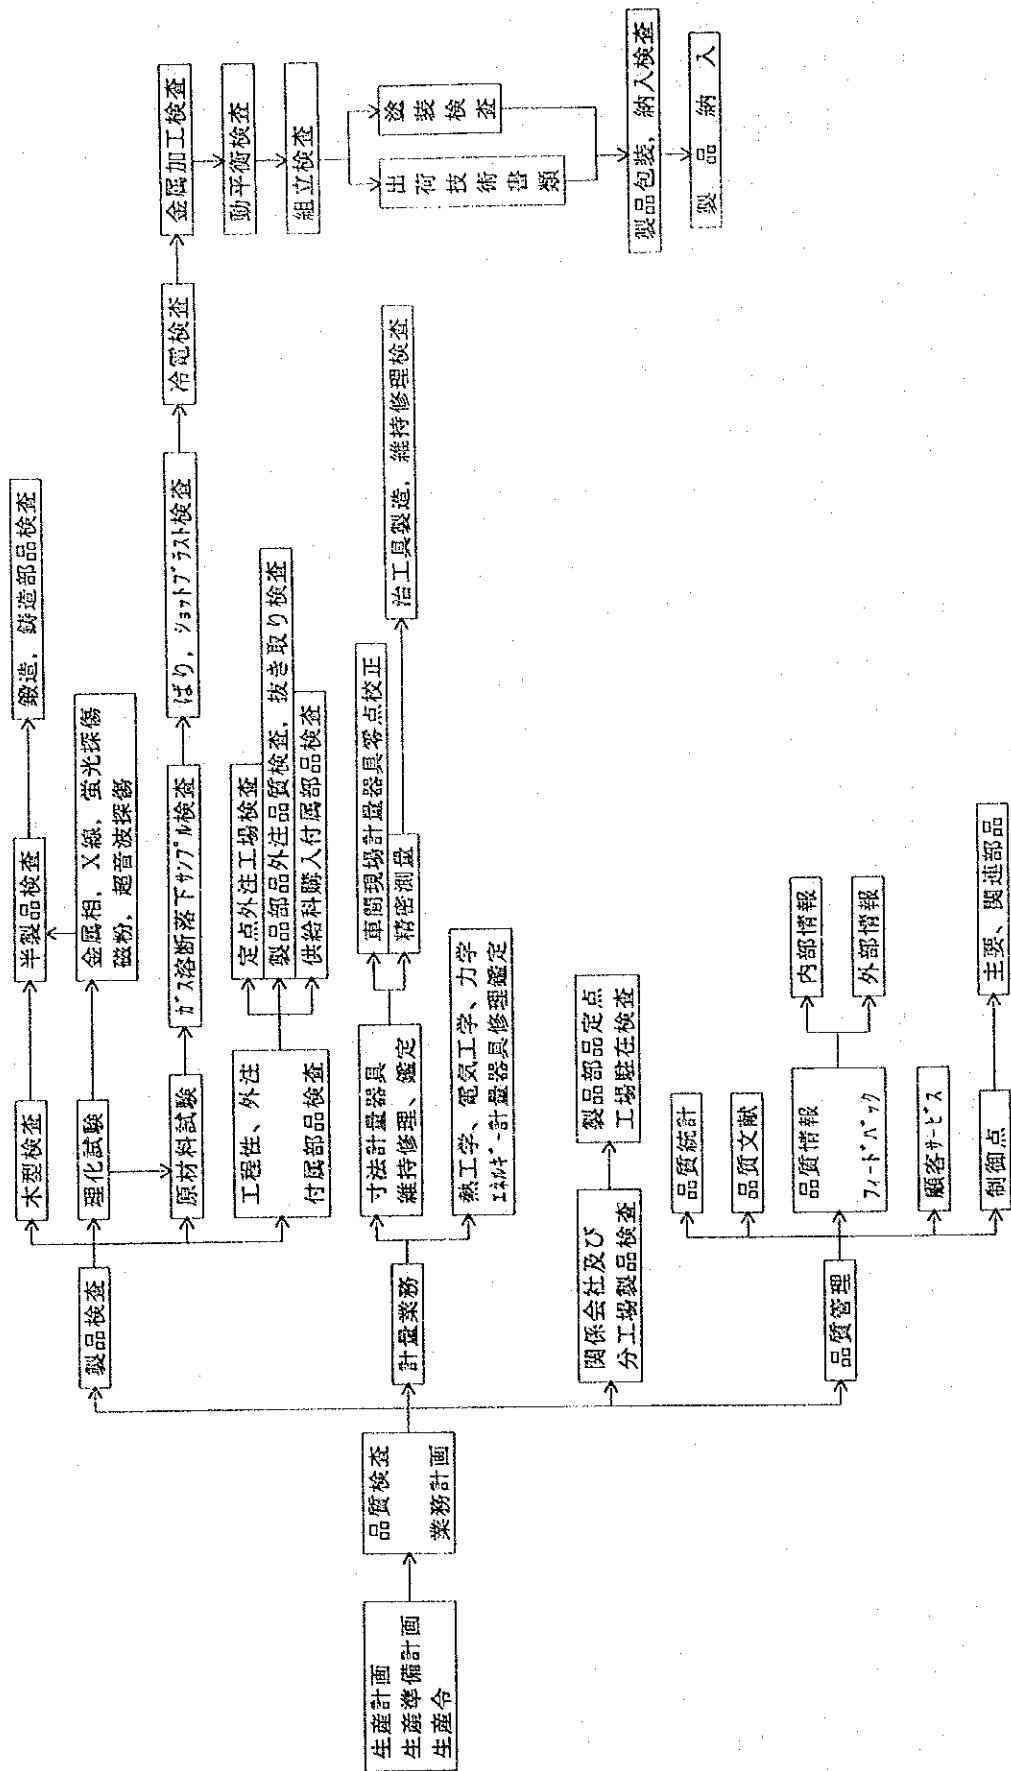 生産計画
生産準備計画
生産令
品質検査
業務計画
製品検査
木型検査
半製品検査
鍛造，鋳造部品検査
理化試験
金属相，X線，蛍光探傷
磁粉，超音波探傷
原材料試験
ガス溶断落下サンプル検査
ばり，ショットブラスト検査
冷電検査
金属加工検査
動平衡検査
組立検査
塗装検査
出荷技術書類
製品包装，納入検査
製品納入
工程性、外注
付属部品検査
定点外注工場検査
製品部品外注品質検査，抜き取り検査
供給科購入付属部品検査
計量業務
寸法計量器具
維持修理、鑑定
車間現場計量器具零点校正
精密測量
治工具製造，維持修理検査
熱工学、電気工学、力学
エネルギー計量器具修理鑑定
関係会社及び
分工場製品検査
製品部品定点
工場駐在検査
品質管理
品質統計
品質文献
品質情報
フィードバック
内部情報
外部情報
顧客サービス
制御点
主要、関連部品